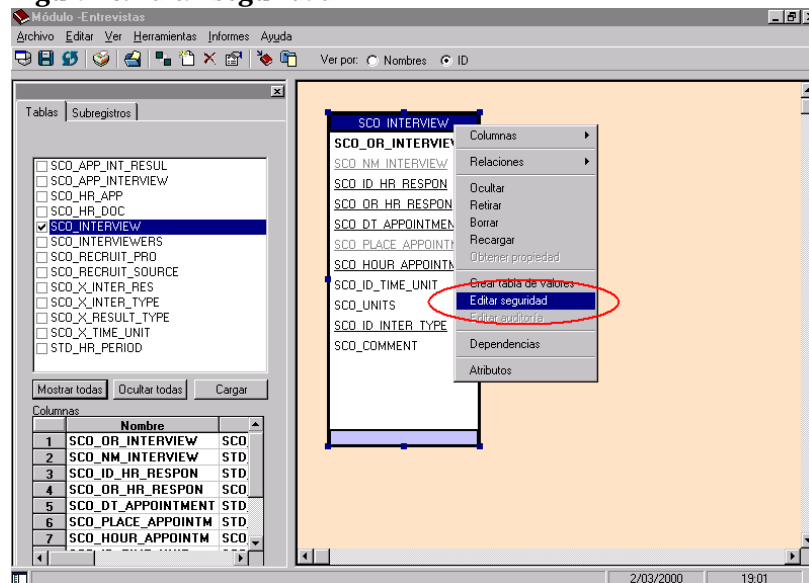 Módulo -Entrevistas
Archivo Editar Ver Herramientas Informes Ayuda
Ver por: Nombres ID
Tablas Subregistros
SCO_APP_INT_RESUL
SCO_APP_INTERVIEW
SCO_HR_APP
SCO_HR_DOC
SCO_INTERVIEW
SCO_INTERVIEWERS
SCO_RECRUIT_PRO
SCO_RECRUIT_SOURCE
SCO_X_INTER_RES
SCO_X_INTER_TYPE
SCO_X_RESULT_TYPE
SCO_X_TIME_UNIT
STD_HR_PERIOD
Mostrar todas Ocultar todas Cargar
Columnas
Nombre
1 SCO_OR_INTERVIEW SCO
2 SCO_NM_INTERVIEW STD
3 SCO_ID_HR_RESPON STD
4 SCO_OR_HR_RESPON SCO
5 SCO_DT_APPOINTMENT STD
6 SCO_PLACE_APPOINTM STD
7 SCO_HOUR_APPOINTM SCO
SCO_INTERVIEW
SCO_OR_INTERVIEW
SCO_NM_INTERVIEW
SCO_ID_HR_RESPON
SCO_OR_HR_RESPON
SCO_DT_APPOINTMEN
SCO_PLACE_APPOINTM
SCO_HOUR_APPOINTM
SCO_ID_TIME_UNIT
SCO_UNITS
SCO_ID_INTER_TYPE
SCO_COMMENT
Columnas
Relaciones
Ocultar
Retirar
Borrar
Recargar
Obtener propiedad
Crear tabla de valores
Editar seguridad
Editar auditoría
Dependencias
Atributos
2/03/2000 19:01